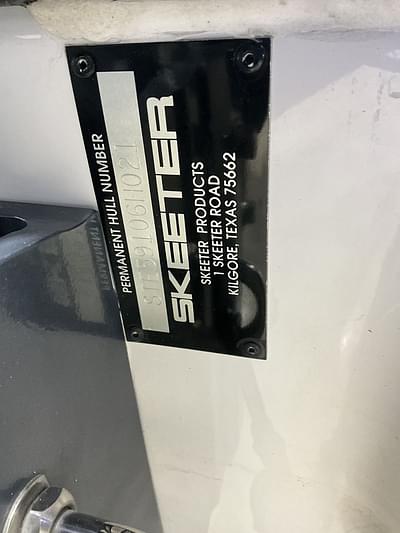 PERMANENT HULL NUMBER
SKEETER
SKEETER PRODUCTS
1 SKEETER ROAD
KILGORE, TEXAS 75662